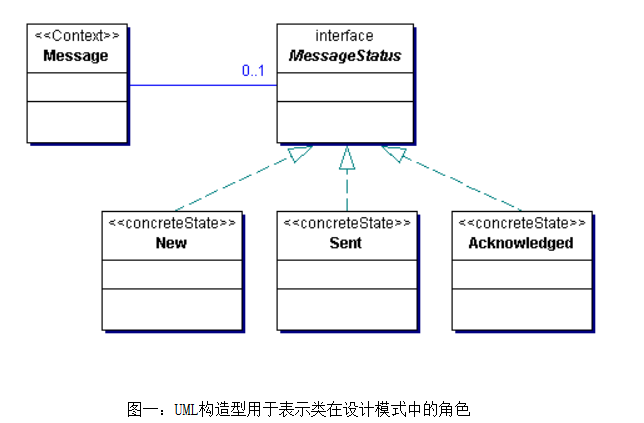 <<Context>>
Message
0..1
interface
MessageStatus
<<concreteState>>
New
<<concreteState>>
Sent
<<concreteState>>
Acknowledged
图一：UML构造型用于表示类在设计模式中的角色